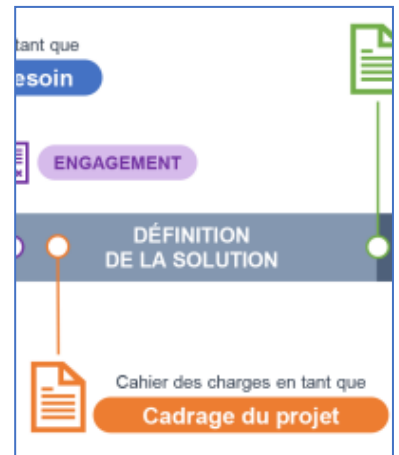 tant que
esoin
ENGAGEMENT
DÉFINITION
DE LA SOLUTION
Cahier des charges en tant que
Cadrage du projet